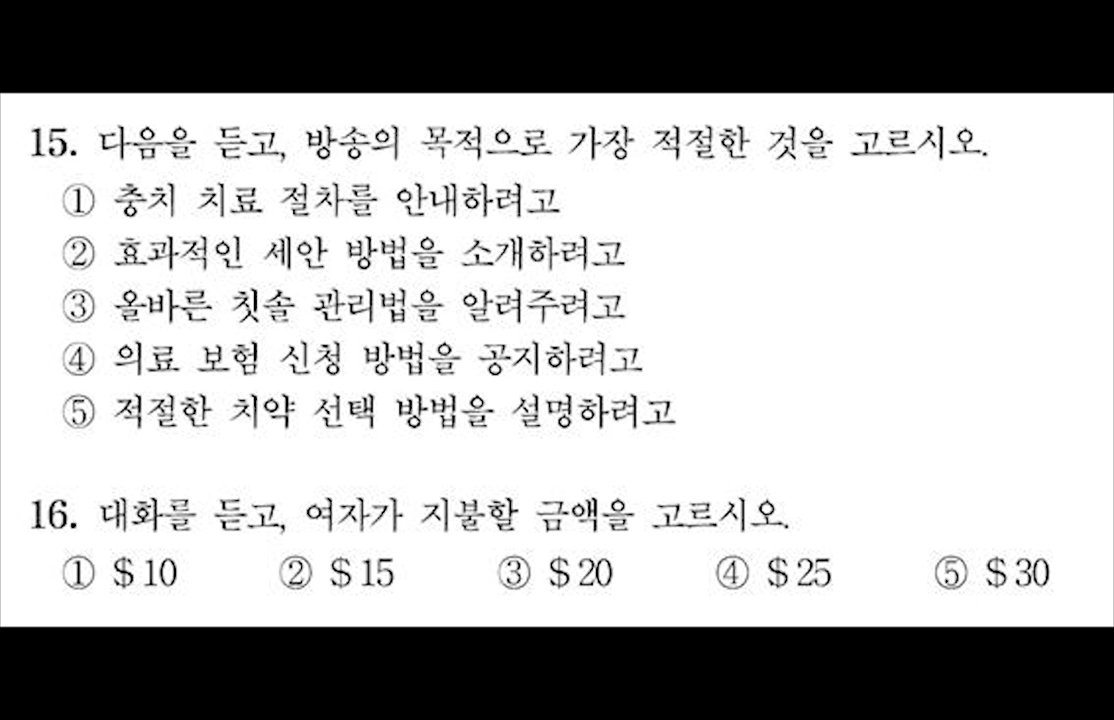 15. 다음을 듣고, 방송의 목적으로 가장 적절한 것을 고르시오.
① 충치 치료 절차를 안내하려고
② 효과적인 세안 방법을 소개하려고
③ 올바른 칫솔 관리법을 알려주려고
④ 의료 보험 신청 방법을 공지하려고
⑤ 적절한 치약 선택 방법을 설명하려고
16. 대화를 듣고, 여자가 지불할 금액을 고르시오.
① $10 ② $15 ③ $20 ④ $25 ⑤ $30